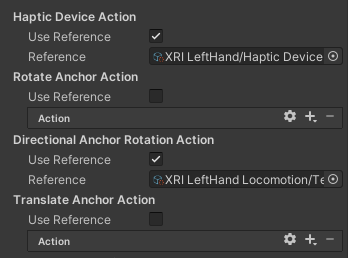 Haptic Device Action
Use Reference
Reference XRI LeftHand/Haptic Device
Rotate Anchor Action
Use Reference
Action
Directional Anchor Rotation Action
Use Reference
Reference XRI LeftHand Locomotion/Te
Translate Anchor Action
Use Reference
Action